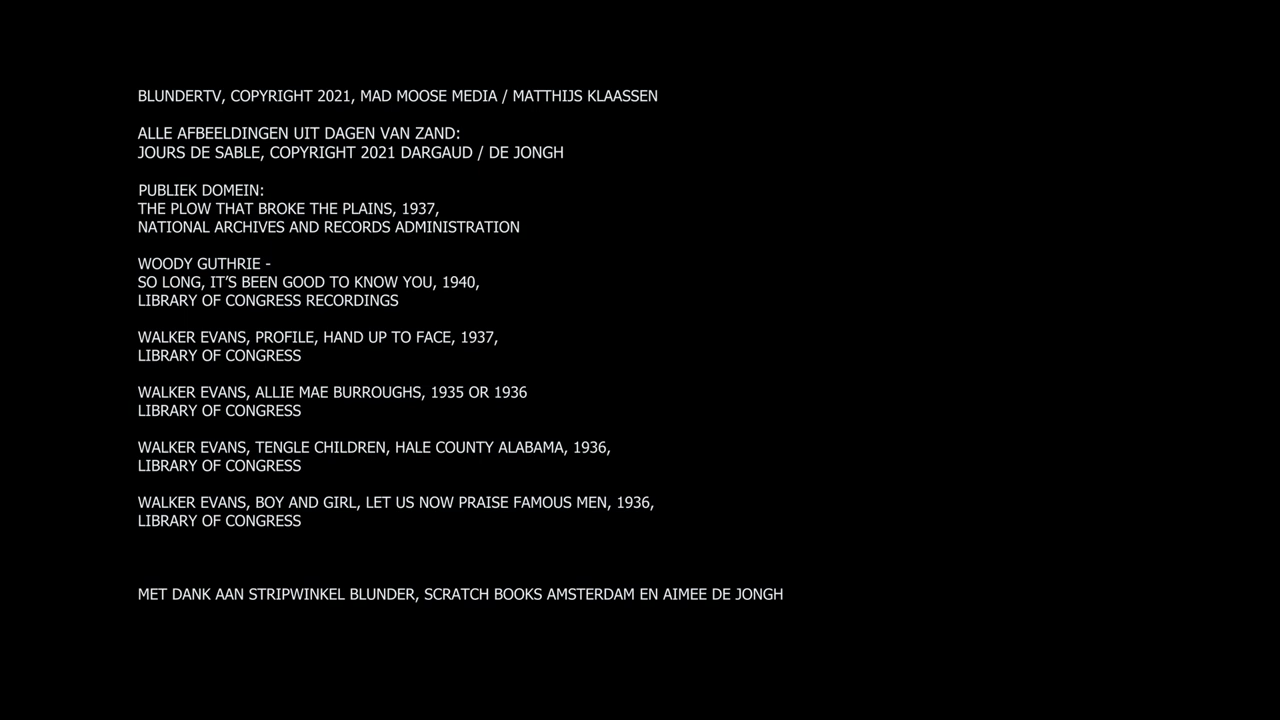 BLUNDERTV, COPYRIGHT 2021, MAD MOOSE MEDIA / MATTHIJS KLAASSEN
ALLE AFBEELDINGEN UIT DAGEN VAN ZAND:
JOURS DE SABLE, COPYRIGHT 2021 DARGAUD / DE JONGH
PUBLIEK DOMEIN:
THE PLOW THAT BROKE THE PLAINS, 1937,
NATIONAL ARCHIVES AND RECORDS ADMINISTRATION
WOODY GUTHRIE -
SO LONG, IT'S BEEN GOOD TO KNOW YOU, 1940,
LIBRARY OF CONGRESS RECORDINGS
WALKER EVANS, PROFILE, HAND UP TO FACE, 1937,
LIBRARY OF CONGRESS
WALKER EVANS, ALLIE MAE BURROUGHS, 1935 OR 1936
LIBRARY OF CONGRESS
WALKER EVANS, TENGLE CHILDREN, HALE COUNTY ALABAMA, 1936,
LIBRARY OF CONGRESS
WALKER EVANS, BOY AND GIRL, LET US NOW PRAISE FAMOUS MEN, 1936,
LIBRARY OF CONGRESS
MET DANK AAN STRIPWINKEL BLUNDER, SCRATCH BOOKS AMSTERDAM EN AIMEE DE JONGH